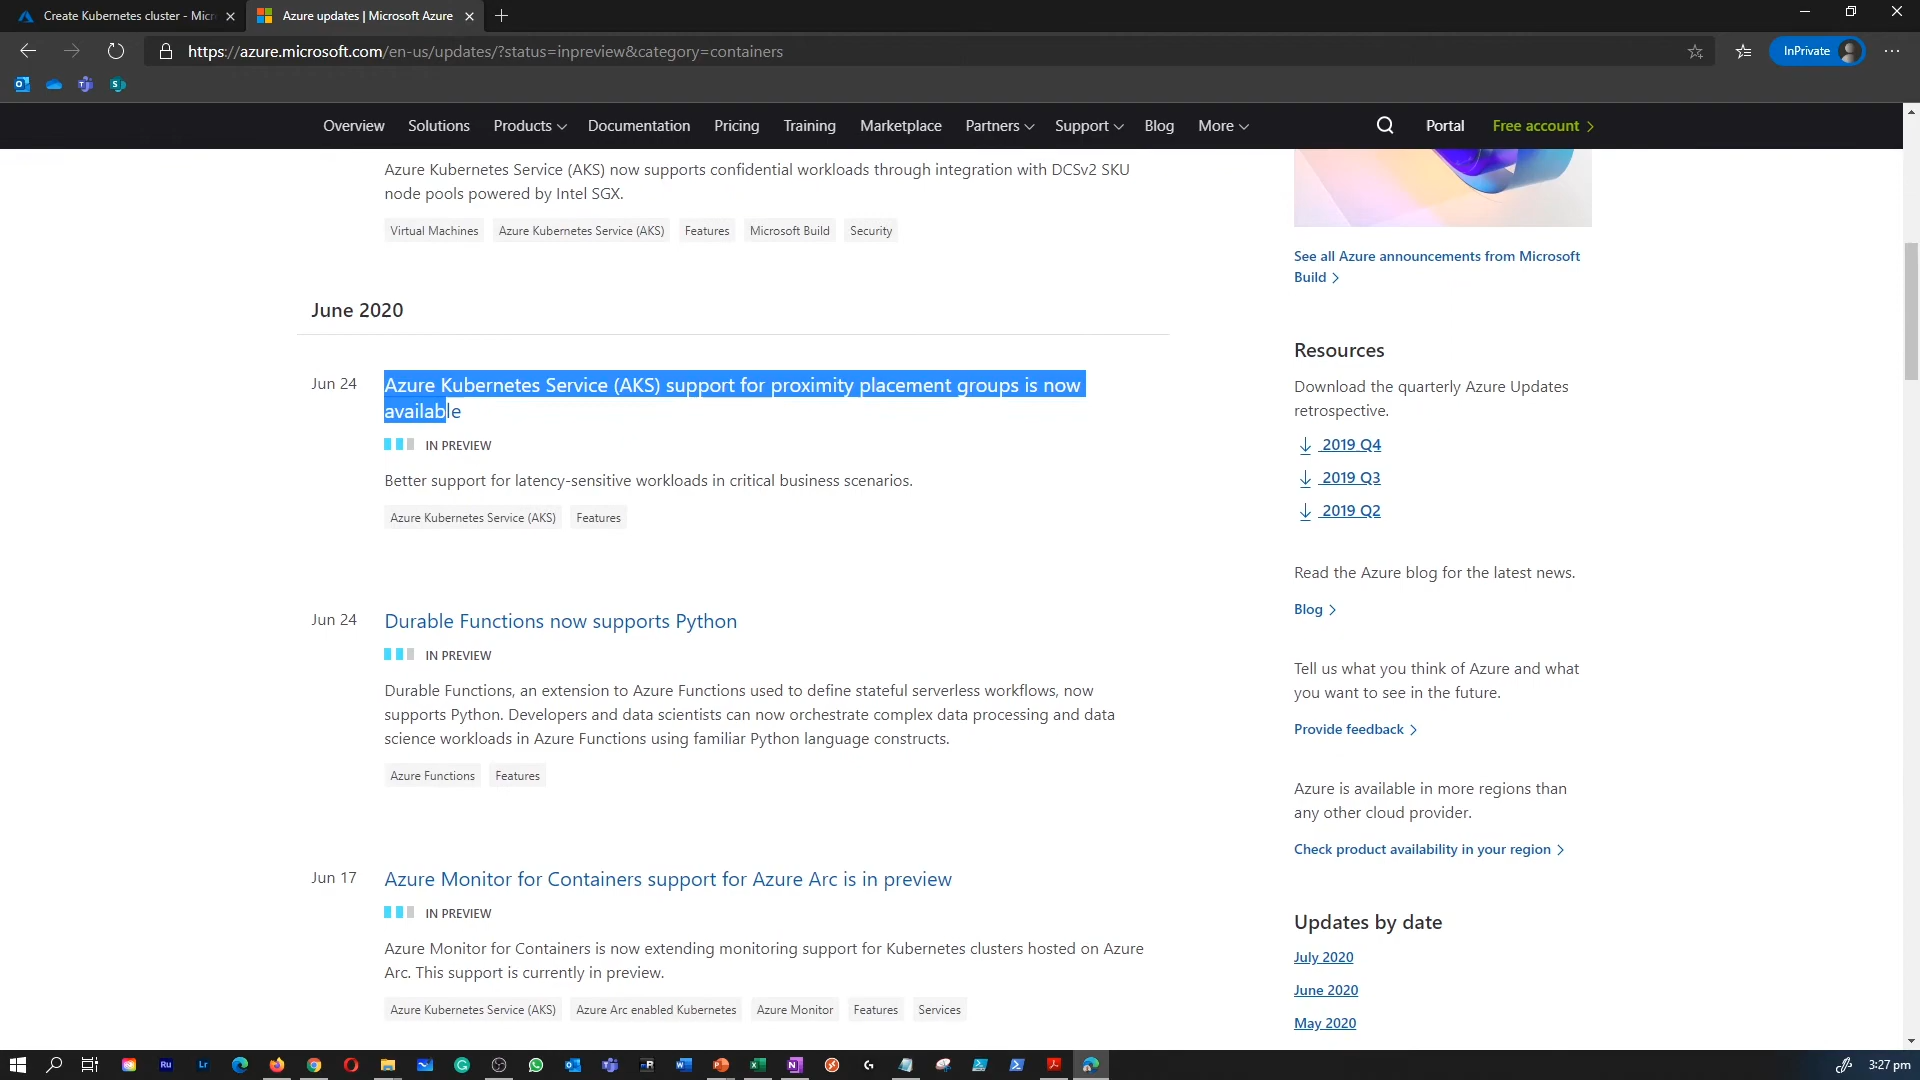 Create Kubernetes cluster - Micr
Azure updates | Microsoft Azure
https://azure.microsoft.com/en-us/updates/?status=inpreview&category=containers
InPrivate
Overview Solutions Products Documentation Pricing Training Marketplace Partners Support Blog More Portal Free account
Azure Kubernetes Service (AKS) now supports confidential workloads through integration with DCSv2 SKU
node pools powered by Intel SGX.
Virtual Machines Azure Kubernetes Service (AKS) Features Microsoft Build Security
June 2020
Jun 24 Azure Kubernetes Service (AKS) support for proximity placement groups is now
available
IN PREVIEW
Better support for latency-sensitive workloads in critical business scenarios.
Azure Kubernetes Service (AKS) Features
Jun 24 Durable Functions now supports Python
IN PREVIEW
Durable Functions, an extension to Azure Functions used to define stateful serverless workflows, now
supports Python. Developers and data scientists can now orchestrate complex data processing and data
science workloads in Azure Functions using familiar Python language constructs.
Azure Functions Features
Jun 17 Azure Monitor for Containers support for Azure Arc is in preview
IN PREVIEW
Azure Monitor for Containers is now extending monitoring support for Kubernetes clusters hosted on Azure
Arc. This support is currently in preview.
Azure Kubernetes Service (AKS) Azure Arc enabled Kubernetes Azure Monitor Features Services
See all Azure announcements from Microsoft
Build
Resources
Download the quarterly Azure Updates
retrospective.
2019 Q4
2019 Q3
2019 Q2
Read the Azure blog for the latest news.
Blog
Tell us what you think of Azure and what
you want to see in the future.
Provide feedback
Azure is available in more regions than
any other cloud provider.
Check product availability in your region
Updates by date
July 2020
June 2020
May 2020
Ru
Lr
3:27 pm